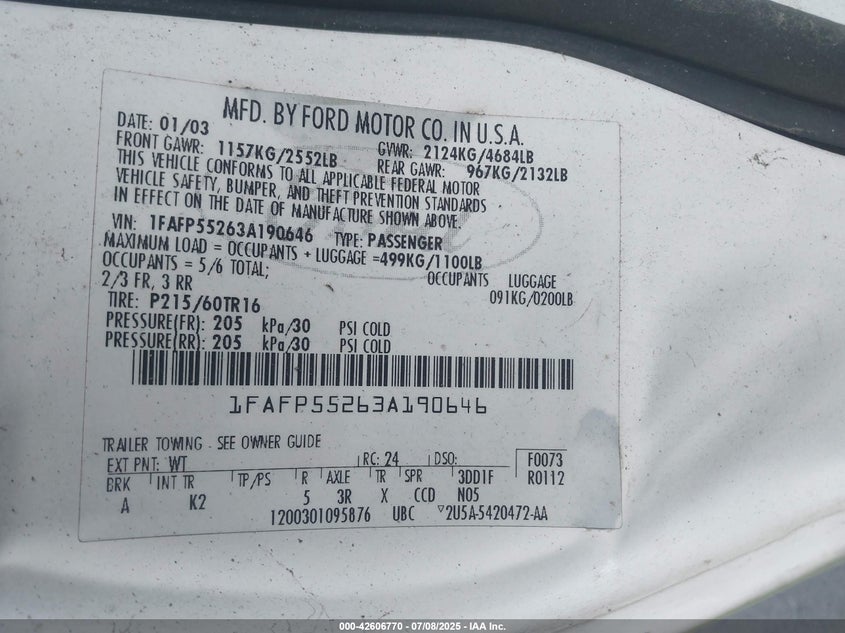 MFD. BY FORD MOTOR CO. IN U.S.A.
DATE: 01/03 GVWR: 2124KG/4684LB
FRONT GAWR: 1157KG/2552LB REAR GAWR: 967KG/2132LB
THIS VEHICLE CONFORMS TO ALL APPLICABLE FEDERAL MOTOR
VEHICLE SAFETY, BUMPER, AND THEFT PREVENTION STANDARDS
IN EFFECT ON THE DATE OF MANUFACTURE SHOWN ABOVE.
VIN: 1FAFP55263A190646 TYPE: PASSENGER
MAXIMUM LOAD = OCCUPANTS + LUGGAGE =499KG/1100LB
OCCUPANTS = 5/6 TOTAL; OCCUPANTS LUGGAGE
2/3 FR, 3 RR 091KG/0200LB
TIRE: P215/60TR16
PRESSURE(FR): 205 kPa/30 PSI COLD
PRESSURE(RR): 205 kPa/30 PSI COLD
1FAFP55263A190646
TRAILER TOWING - SEE OWNER GUIDE
EXT PNT: WT RC: 24 DSO: F0073
BRK INT TR TP/PS R AXLE TR SPR 3DD1F R0112
A K2 5 3R X CCD N05
1200301095B76 UBC ▽2U5A-5420472-AA
000-42606770 - 07/08/2025 - IAA Inc.